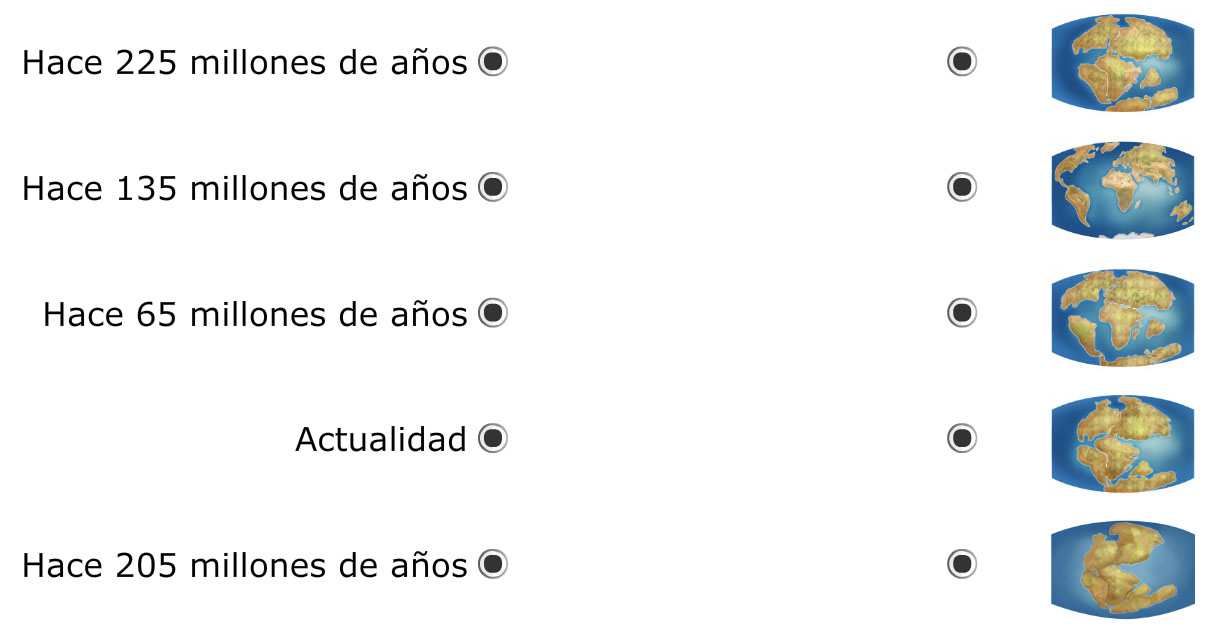 Hace 225 millones de años
Hace 135 millones de años
Hace 65 millones de años
Actualidad
Hace 205 millones de años